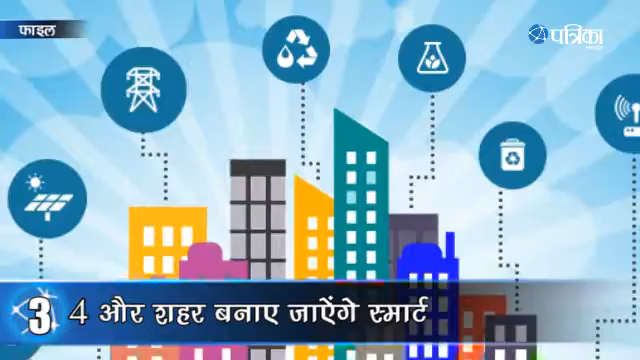 फाइल
पत्रिका
3 4 और शहर बनाए जाऐंगे स्मार्ट